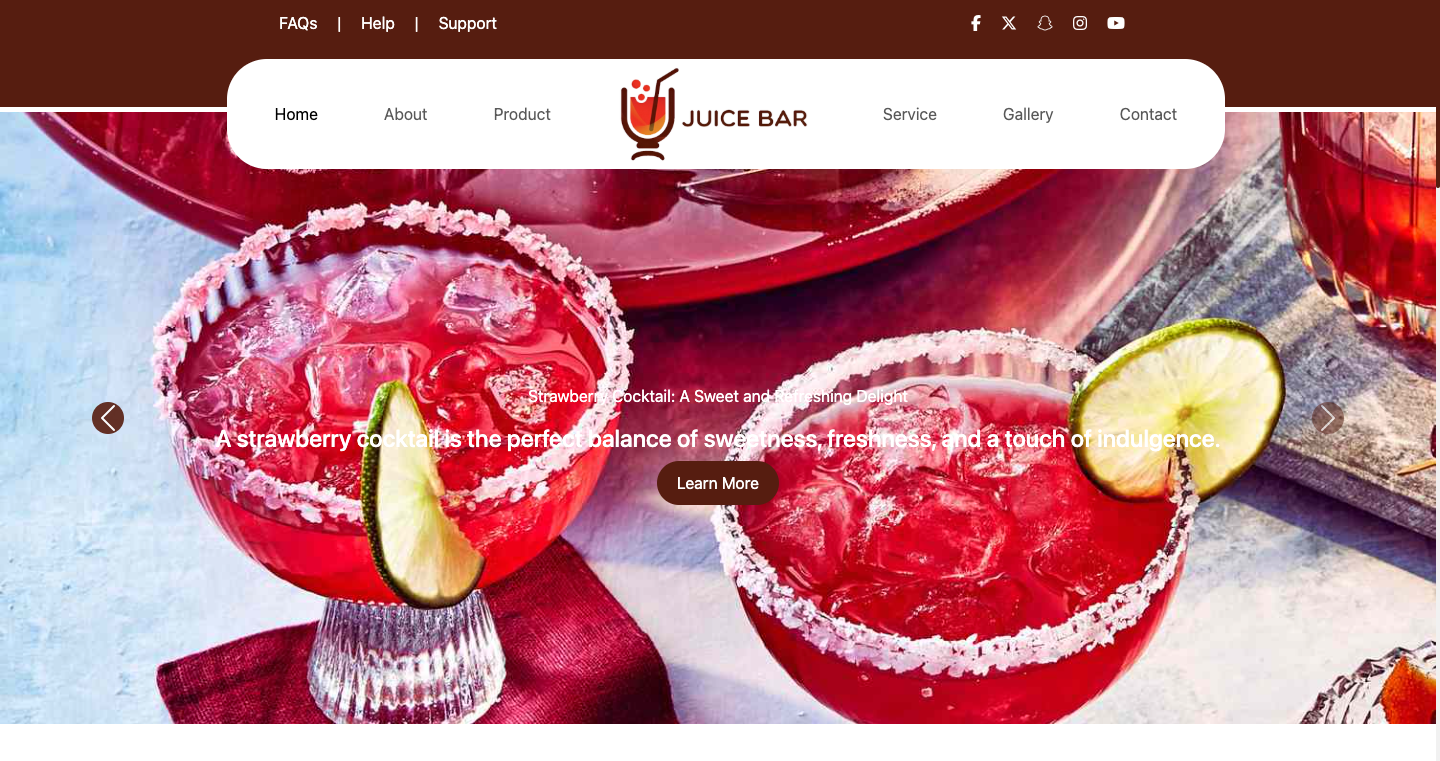 FAQs | Help | Support
Home About Product JUICE BAR Service Gallery Contact
Strawberry Cocktail: A Sweet and Refreshing Delight
A strawberry cocktail is the perfect balance of sweetness, freshness, and a touch of indulgence.
Learn More